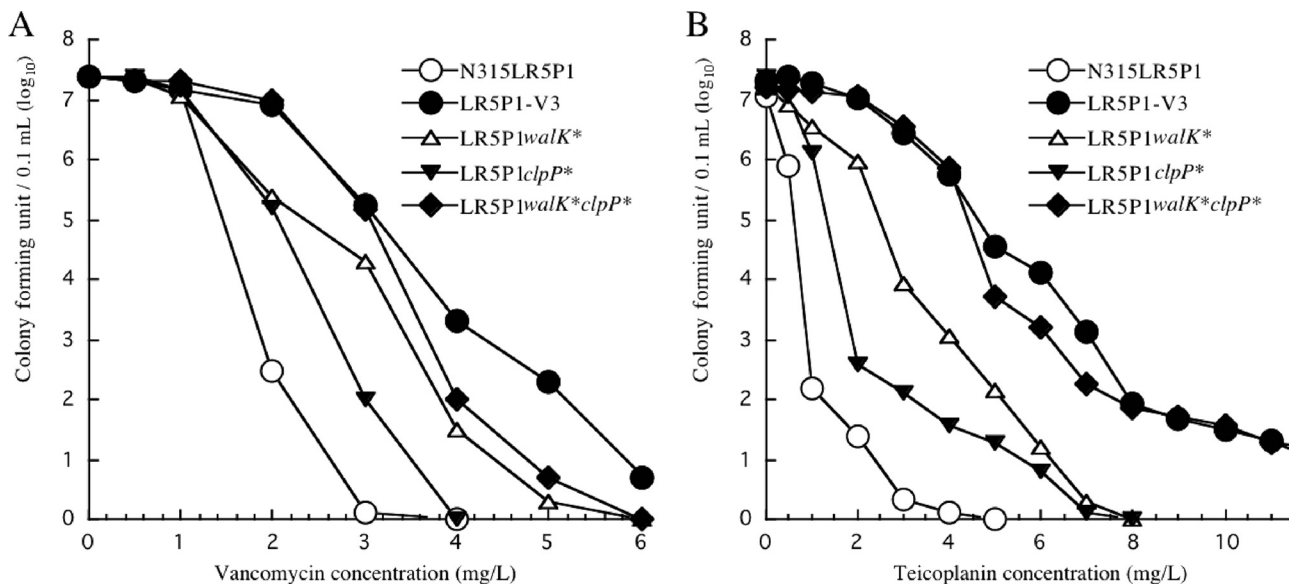 A
8
7
6
5
4
3
2
1
0
Colony forming unit / 0.1 mL (log10)
N315LR5P1
LR5P1-V3
LR5P1walK*
LR5P1clpP*
LR5P1walK*clpP*
0 1 2 3 4 5 6
Vancomycin concentration (mg/L)
B
8
7
6
5
4
3
2
1
0
Colony forming unit / 0.1 mL (log10)
N315LR5P1
LR5P1-V3
LR5P1walK*
LR5P1clpP*
LR5P1walK*clpP*
0 2 4 6 8 10
Teicoplanin concentration (mg/L)